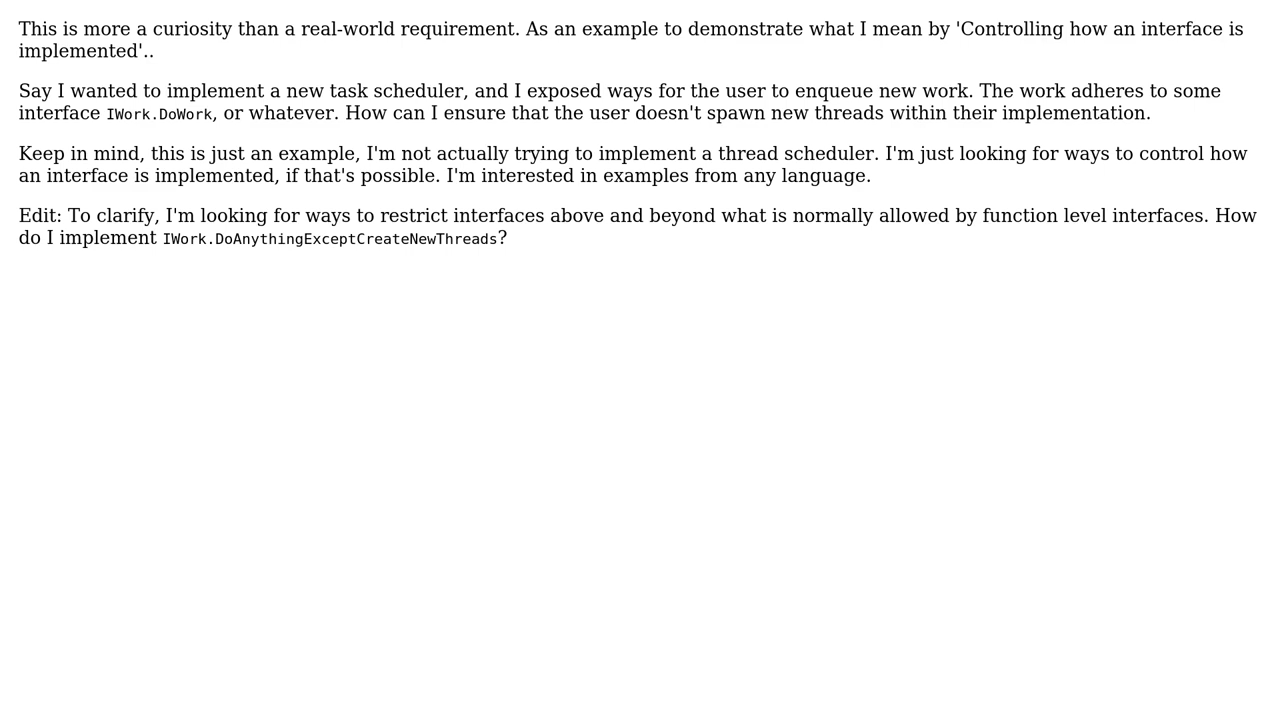 This is more a curiosity than a real-world requirement. As an example to demonstrate what I mean by 'Controlling how an interface is
implemented'..
Say I wanted to implement a new task scheduler, and I exposed ways for the user to enqueue new work. The work adheres to some
interface IWork.DoWork, or whatever. How can I ensure that the user doesn't spawn new threads within their implementation.
Keep in mind, this is just an example, I'm not actually trying to implement a thread scheduler. I'm just looking for ways to control how
an interface is implemented, if that's possible. I'm interested in examples from any language.
Edit: To clarify, I'm looking for ways to restrict interfaces above and beyond what is normally allowed by function level interfaces. How
do I implement IWork.DoAnythingExceptCreateNewThreads?